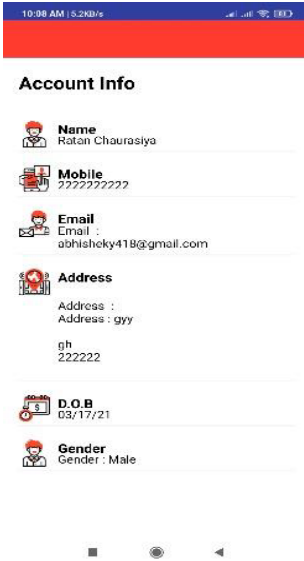 10:08 AM | 5.2KB/s
Account Info
Name
Ratan Chaurasiya
Mobile
2222222222
Email
Email :
abhisheky418@gmail.com
Address
Address :
Address : gyy
gh
222222
D.O.B
03/17/21
Gender
Gender : Male